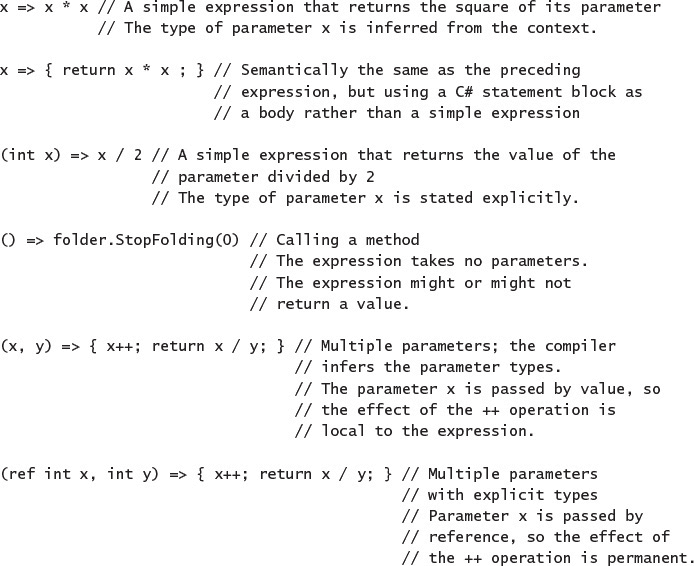 x => x * x // A simple expression that returns the square of its parameter
// The type of parameter x is inferred from the context.
x => { return x * x ; } // Semantically the same as the preceding
// expression, but using a C# statement block as
// a body rather than a simple expression
(int x) => x / 2 // A simple expression that returns the value of the
// parameter divided by 2
// The type of parameter x is stated explicitly.
() => folder.StopFolding(0) // Calling a method
// The expression takes no parameters.
// The expression might or might not
// return a value.
(x, y) => { x++; return x / y; } // Multiple parameters; the compiler
// infers the parameter types.
// The parameter x is passed by value, so
// the effect of the ++ operation is
// local to the expression.
(ref int x, int y) => { x++; return x / y; } // Multiple parameters
// with explicit types
// Parameter x is passed by
// reference, so the effect of
// the ++ operation is permanent.